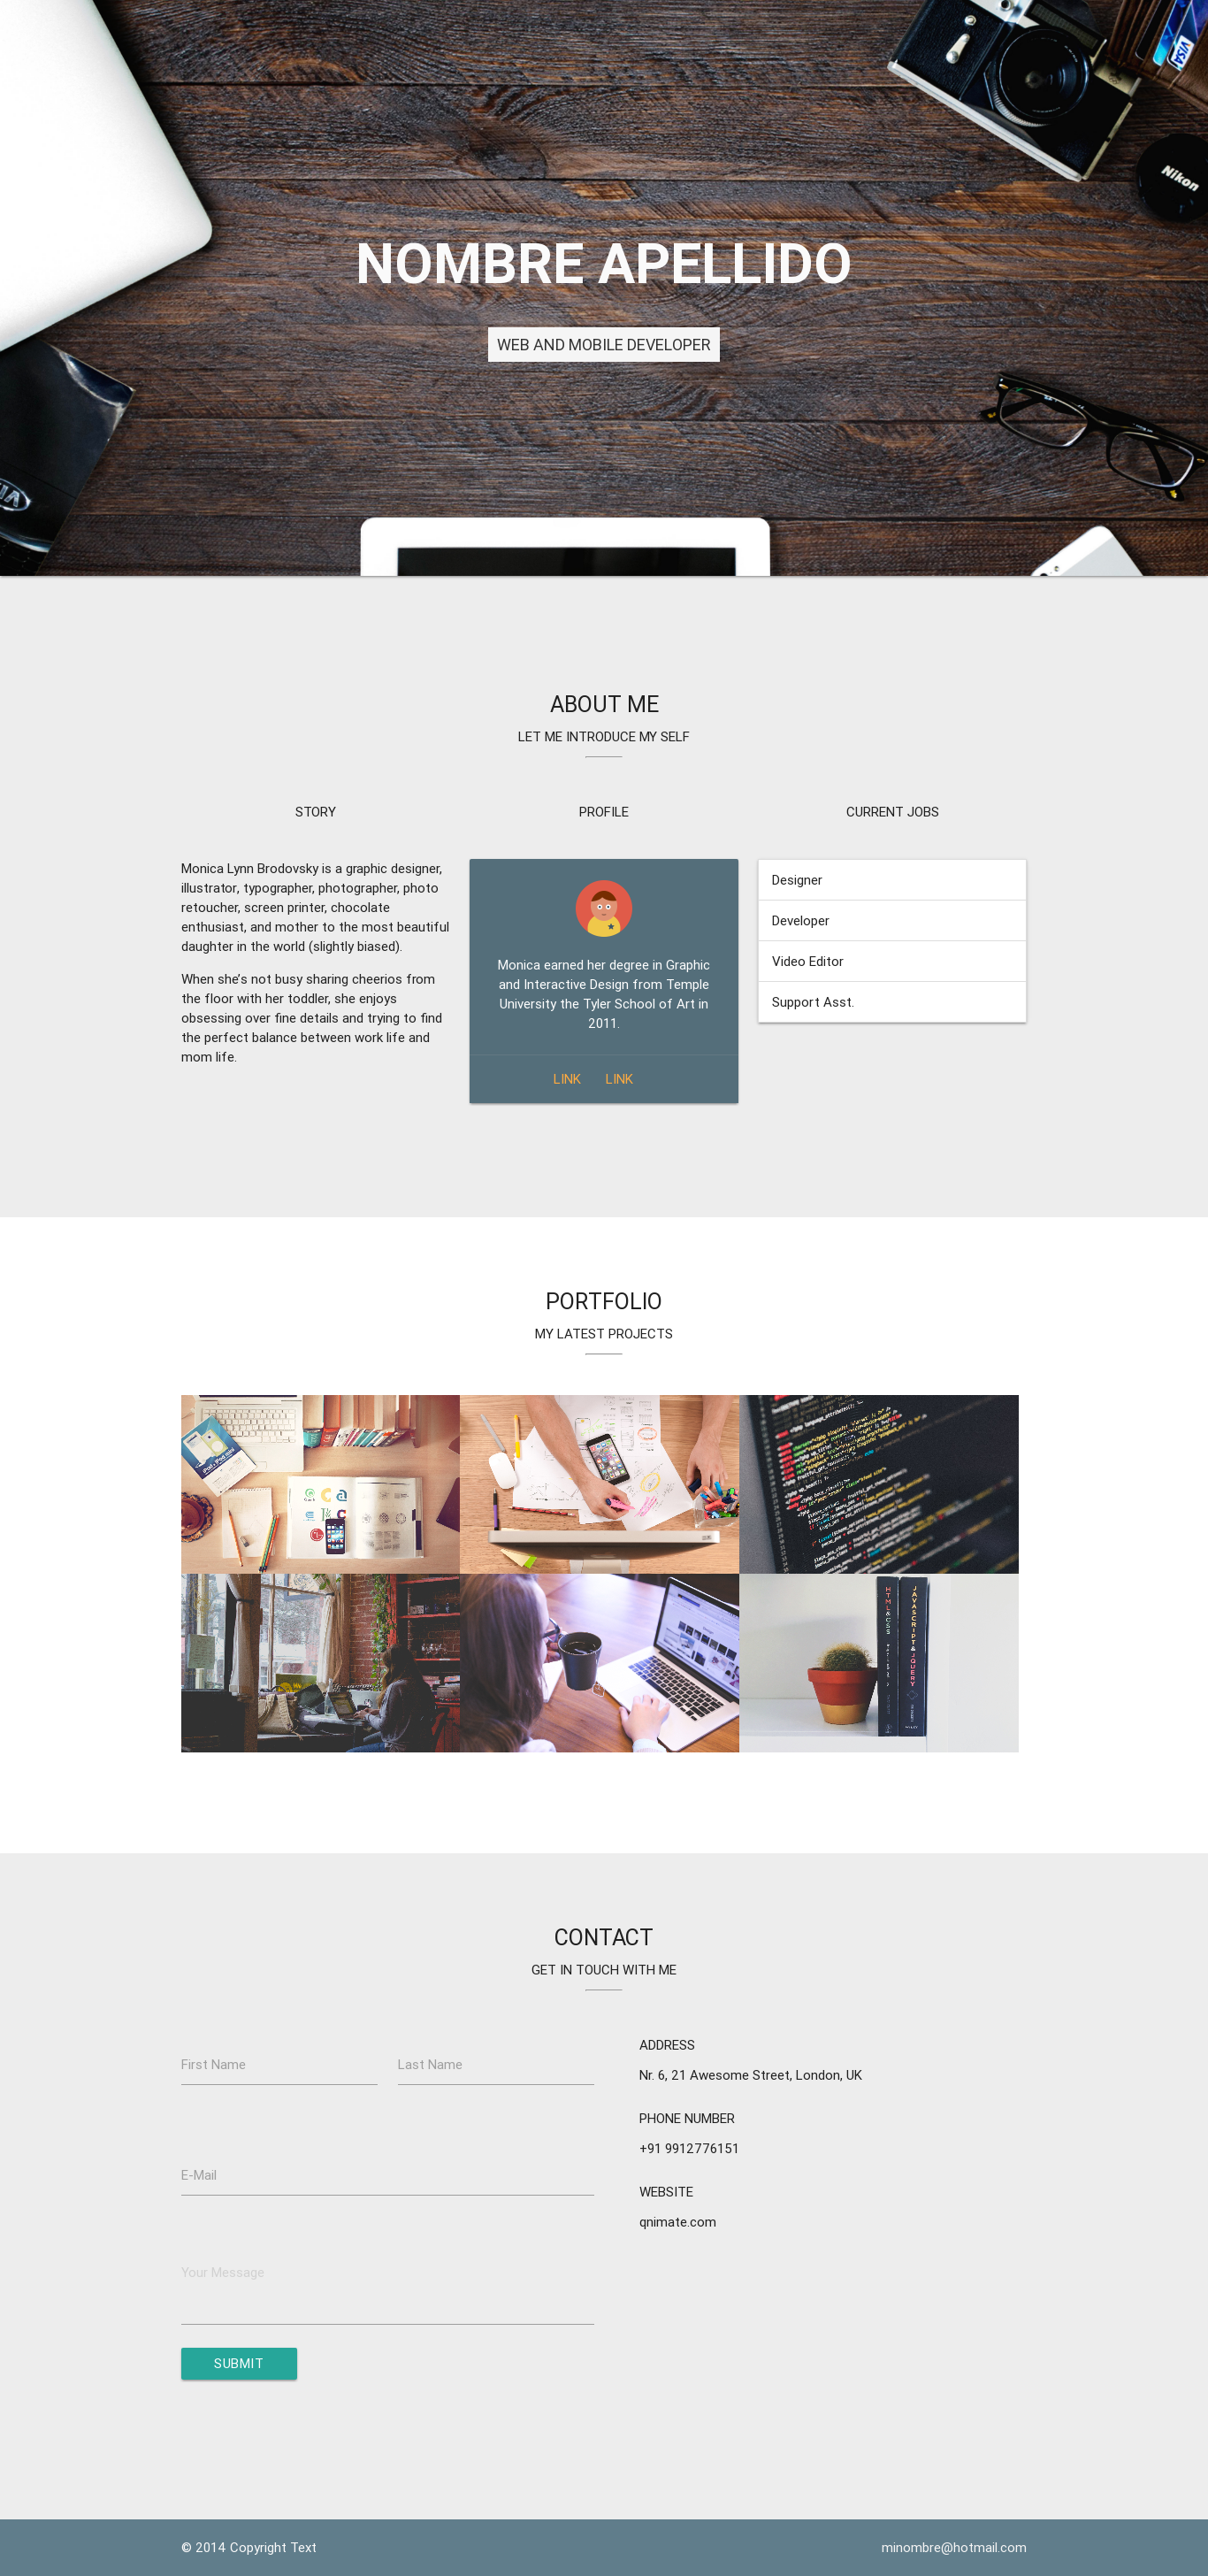 VISA
Nikon
NOMBRE APELLIDO
WEB AND MOBILE DEVELOPER
ABOUT ME
LET ME INTRODUCE MY SELF
STORY
PROFILE
CURRENT JOBS
Monica Lynn Brodovsky is a graphic designer,
illustrator, typographer, photographer, photo
retoucher, screen printer, chocolate
enthusiast, and mother to the most beautiful
daughter in the world (slightly biased).
When she’s not busy sharing cheerios from
the floor with her toddler, she enjoys
obsessing over fine details and trying to find
the perfect balance between work life and
mom life.
Monica earned her degree in Graphic
and Interactive Design from Temple
University the Tyler School of Art in
2011.
LINK LINK
Designer
Developer
Video Editor
Support Asst.
PORTFOLIO
MY LATEST PROJECTS
HTML&CSS
JAVASCRIPT&JQUERY
CONTACT
GET IN TOUCH WITH ME
First Name
Last Name
E-Mail
Your Message
SUBMIT
ADDRESS
Nr. 6, 21 Awesome Street, London, UK
PHONE NUMBER
+91 9912776151
WEBSITE
qnimate.com
© 2014 Copyright Text
minombre@hotmail.com